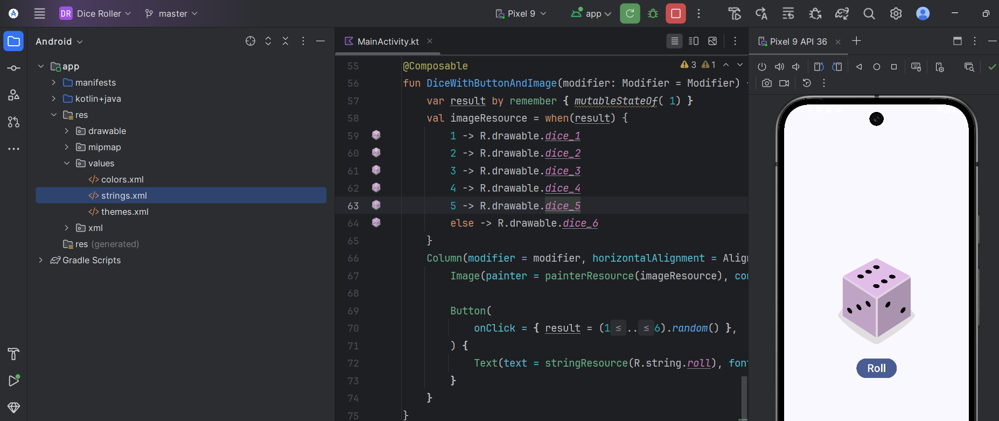 DR Dice Roller master Pixel 9 app
Android
app
manifests
kotlin+java
res
drawable
mipmap
values
</> colors.xml
</> strings.xml
</> themes.xml
xml
res (generated)
Gradle Scripts
MainActivity.kt
3 1
55 @Composable
56 fun DiceWithButtonAndImage(modifier: Modifier = Modifier) {
57 var result by remember { mutableStateOf( 1) }
58 val imageResource = when(result) {
59 1 -> R.drawable.dice_1
60 2 -> R.drawable.dice_2
61 3 -> R.drawable.dice_3
62 4 -> R.drawable.dice_4
63 5 -> R.drawable.dice_5
64 else -> R.drawable.dice_6
65 }
66 Column(modifier = modifier, horizontalAlignment = Align
67 Image(painter = painterResource(imageResource), con
68
69 Button(
70 onClick = { result = (1 ≤ .. ≤ 6).random() },
71 ) {
72 Text(text = stringResource(R.string.roll), font
73 }
74 }
75 }
Pixel 9 API 36
Roll